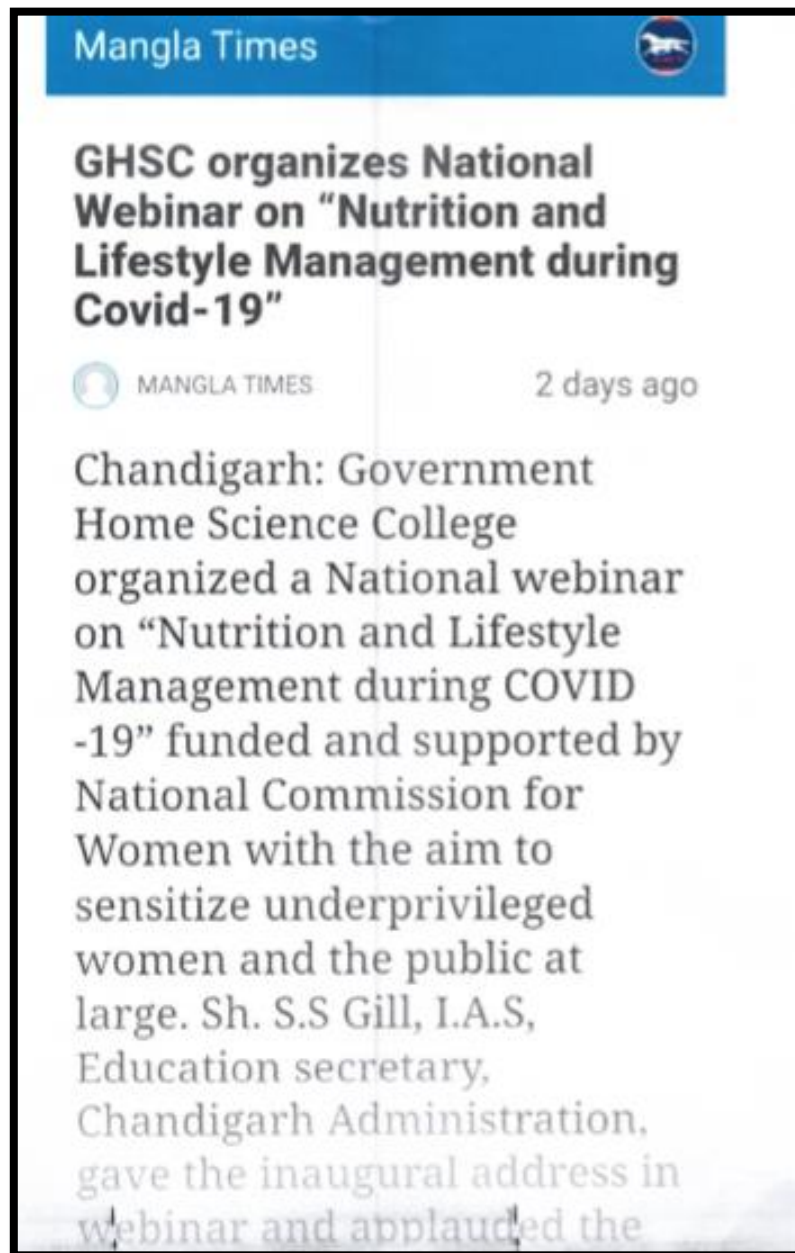 Mangla Times
GHSC organizes National
Webinar on “Nutrition and
Lifestyle Management during
Covid-19”
MANGLA TIMES
2 days ago
Chandigarh: Government
Home Science College
organized a National webinar
on “Nutrition and Lifestyle
Management during COVID
-19” funded and supported by
National Commission for
Women with the aim to
sensitize underprivileged
women and the public at
large. Sh. S.S Gill, I.A.S,
Education secretary,
Chandigarh Administration,
gave the inaugural address in
webinar and applauded the